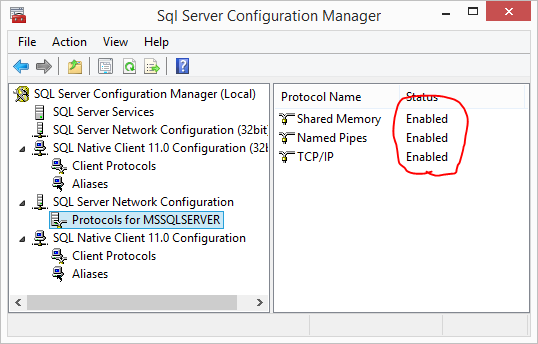 Sql Server Configuration Manager
File Action View Help
SQL Server Configuration Manager (Local)
SQL Server Services
SQL Server Network Configuration (32bit)
SQL Native Client 11.0 Configuration (32b
Client Protocols
Aliases
SQL Server Network Configuration
Protocols for MSSQLSERVER
SQL Native Client 11.0 Configuration
Client Protocols
Aliases
Protocol Name Status
Shared Memory Enabled
Named Pipes Enabled
TCP/IP Enabled